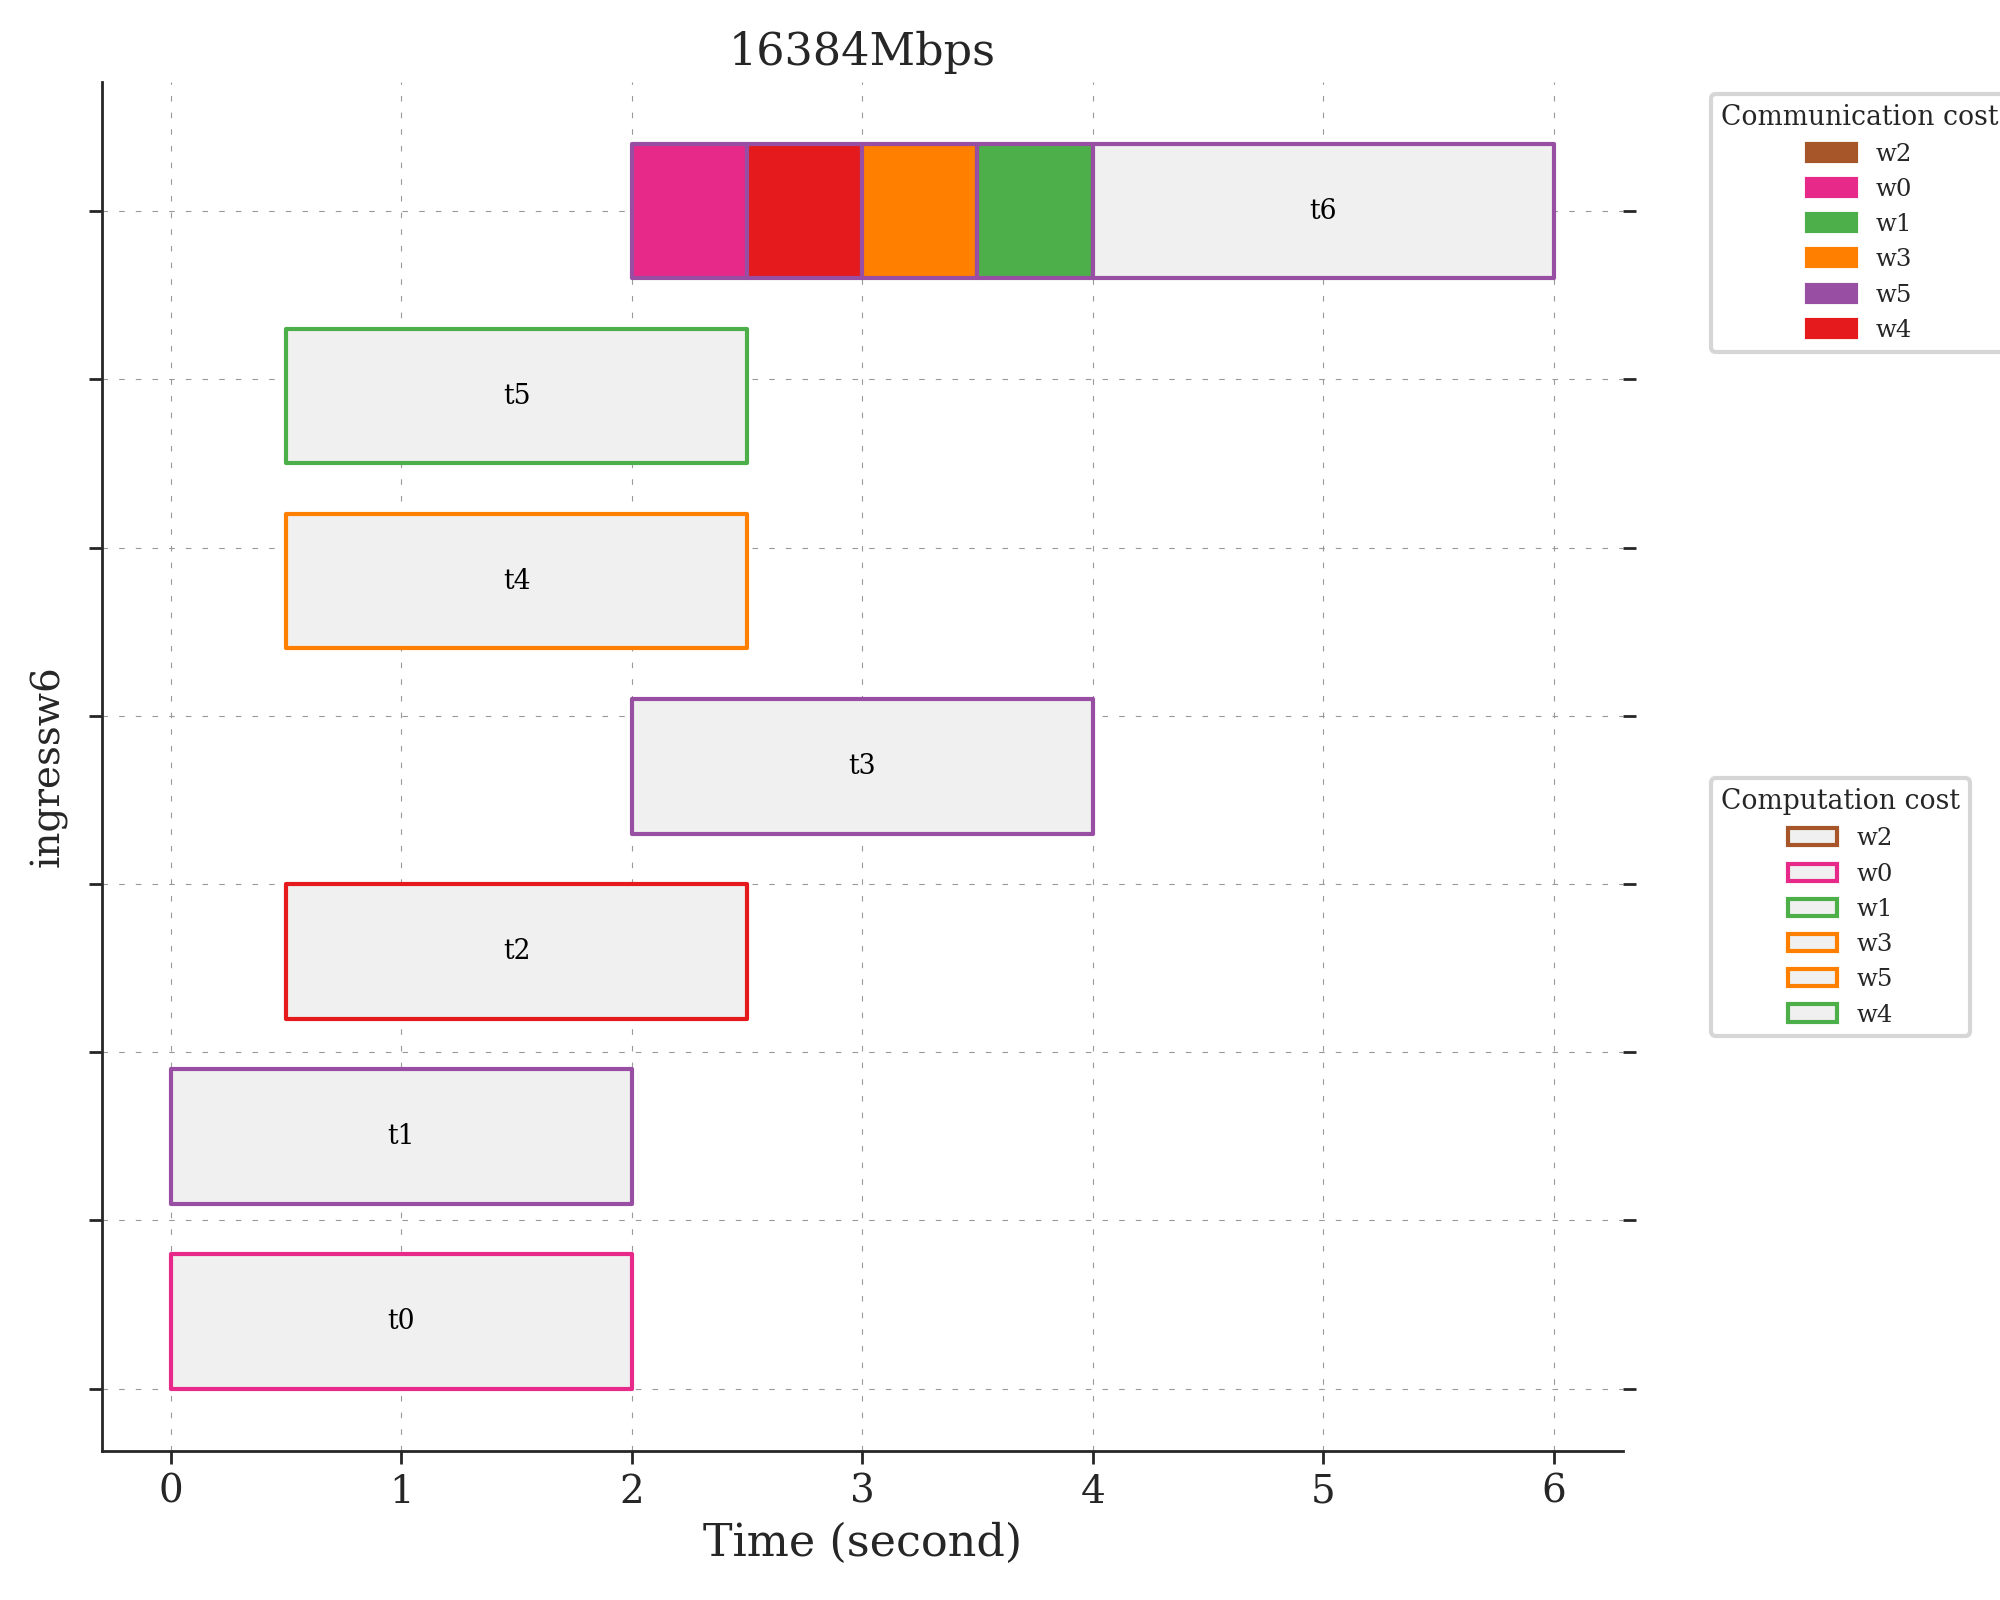 16384Mbps
Communication cost
w2
w0
w1
w3
w5
w4
t6
t5
t4
t3
t2
t1
t0
ingressw6
Computation cost
w2
w0
w1
w3
w5
w4
0 1 2 3 4 5 6
Time (second)